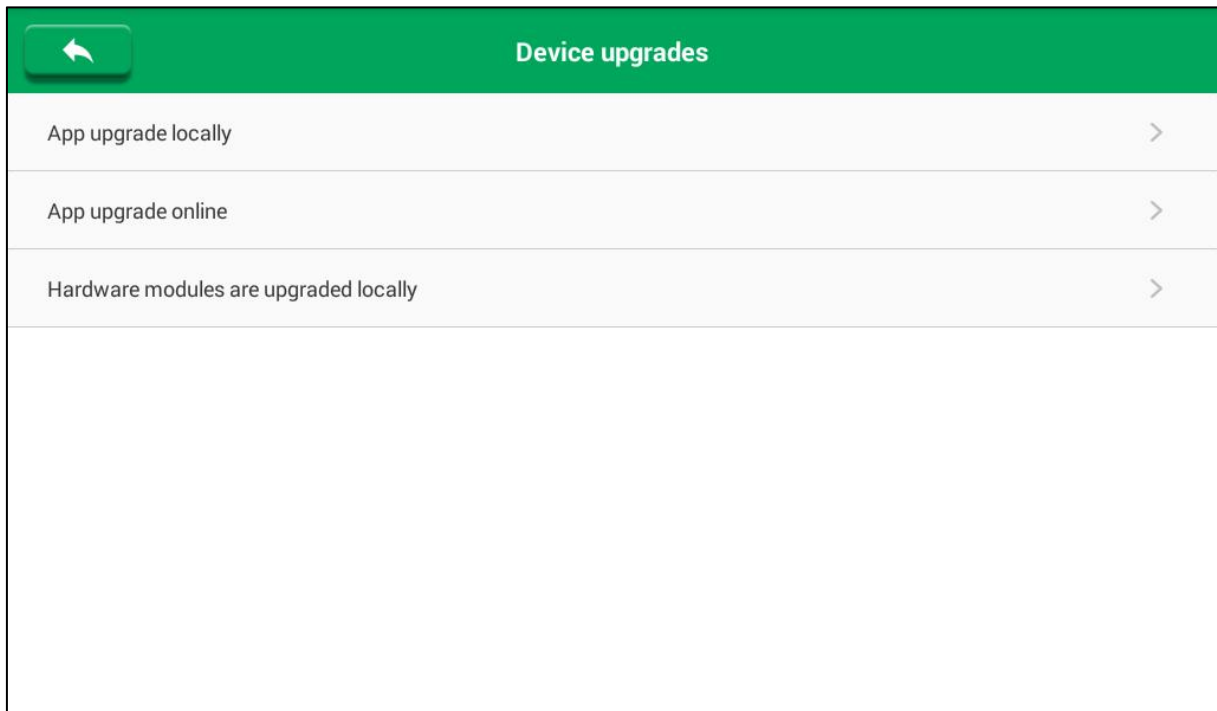 Device upgrades
App upgrade locally
App upgrade online
Hardware modules are upgraded locally